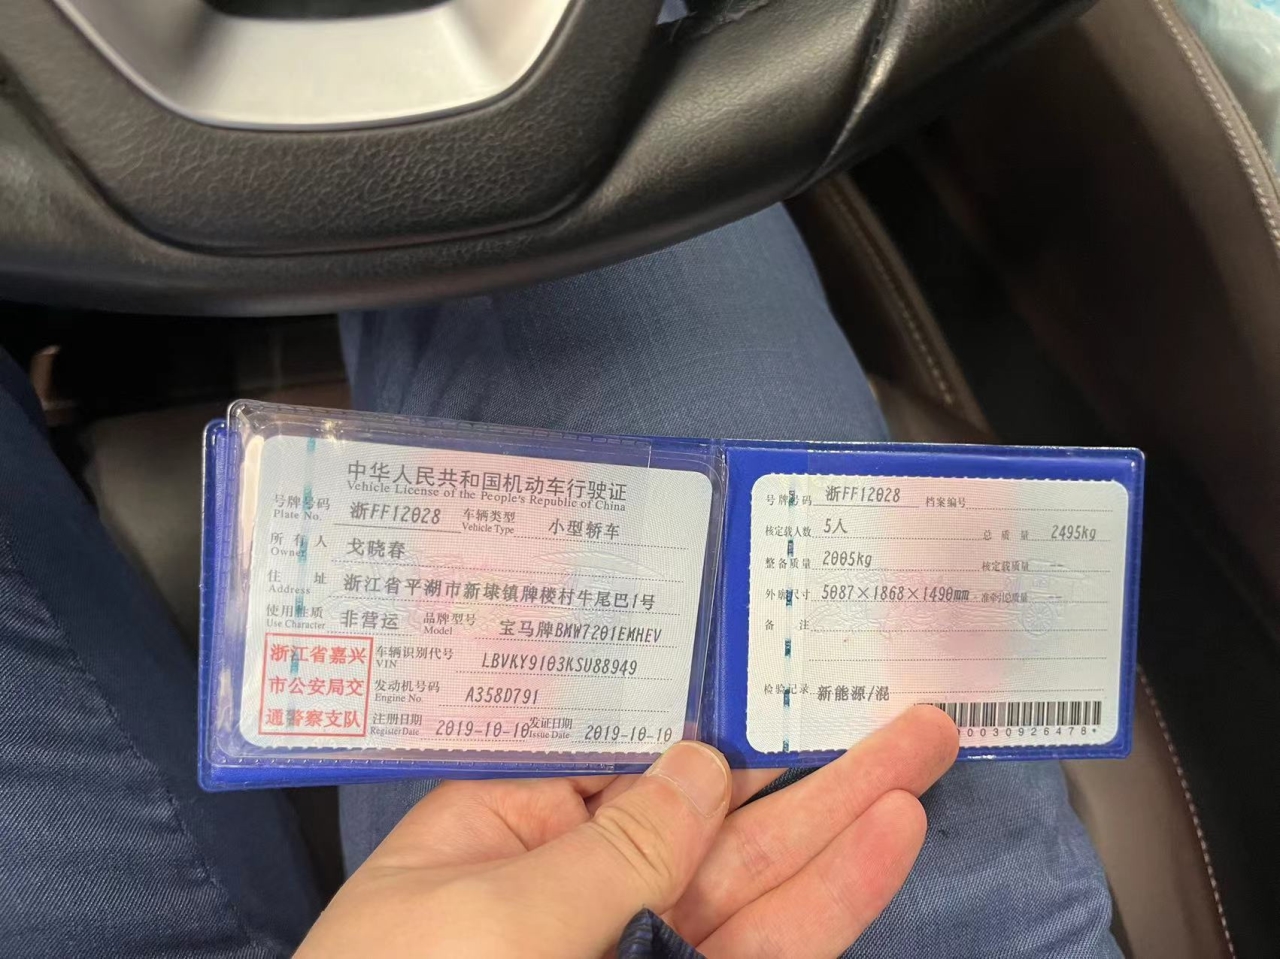 中华人民共和国机动车行驶证
Vehicle License of the People's Republic of China
号牌号码 浙FF12028 车辆类型 小型轿车
Plate No. Vehicle Type
所有人 戈晓春
Owner
住址 浙江省平湖市新埭镇牌楼村牛尾巴1号
Address
使用性质 非营运 品牌型号 宝马牌BMW7201EMHEV
Use Character Model
浙江省嘉兴
市公安局交
通警察支队
车辆识别代号 LBVKY9103KSU88949
VIN
发动机号码 A358D791
Engine No.
注册日期 2019-10-10 发证日期 2019-10-10
Register Date Issue Date
号牌号码 浙FF12028 档案编号
核定载人数 5人 总质量 2495kg
整备质量 2005kg 核定载质量 --
外廓尺寸 5087×1868×1490mm 准牵引总质量 --
备注
检验记录 新能源/混
0030926478*